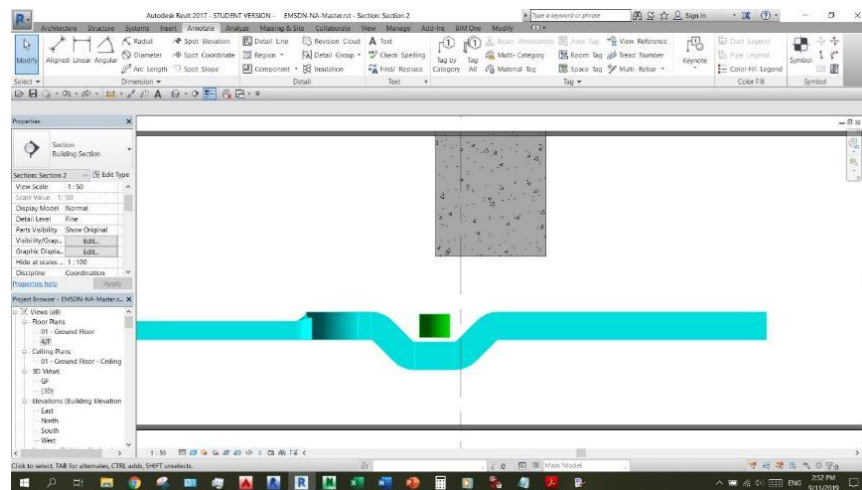 Autodesk Revit 2017 - STUDENT VERSION - EMSDN-NA-Master.rvt - Section: Section 2
Type a keyword or phrase
Sign In
Architecture Structure Systems Insert Annotate Analyze Massing & Site Collaborate View Manage Add-Ins BIM One Modify
Modify
Aligned Linear Angular
Radial
Diameter
Arc Length
Spot Elevation
Spot Coordinate
Spot Slope
Detail Line
Region
Component
Revision Cloud
Detail Group
Insulation
A Text
Check Spelling
Find/ Replace
Tag by Category
Tag All
Beam Annotations
Multi-Category
Material Tag
Area Tag
Room Tag
Space Tag
View Reference
Tread Number
Multi- Rebar
Keynote
Duct Legend
Pipe Legend
Color Fill Legend
Symbol
Select
Dimension
Detail
Text
Tag
Color Fill
Symbol
Properties
Section
Building Section
Section: Section 2
Edit Type
View Scale 1 : 50
Scale Value 1: 50
Display Model Normal
Detail Level Fine
Parts Visibility Show Original
Visibility/Grap... Edit...
Graphic Displa... Edit...
Hide at scales ... 1 : 100
Discipline Coordination
Properties help
Apply
Project Browser - EMSDN-NA-Master.r...
Views (all)
Floor Plans
01 - Ground Floor
4/F
Ceiling Plans
01 - Ground Floor - Ceiling
3D Views
GF
{3D}
Elevations (Building Elevation
East
North
South
West
1 : 50
Click to select, TAB for alternates, CTRL adds, SHIFT unselects.
Main Model
ENG
2:52 PM
9/11/2019